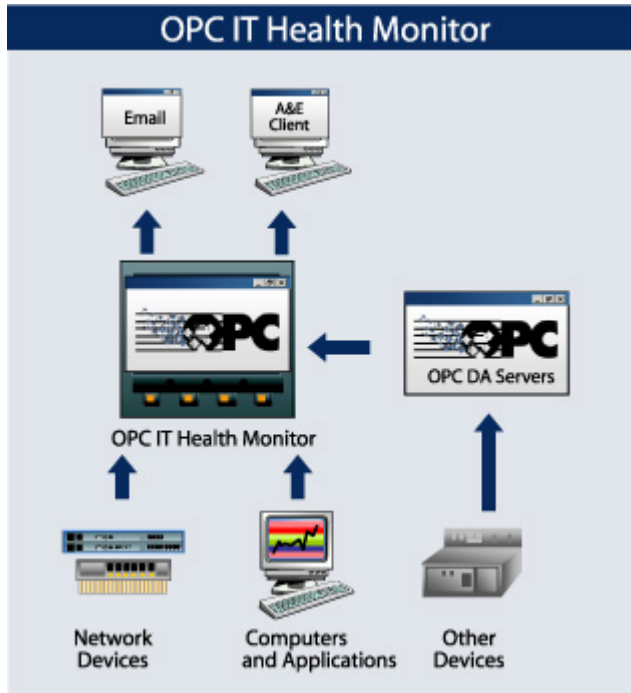 OPC IT Health Monitor
Email
A&E
Client
OPC
OPC
OPC DA Servers
OPC IT Health Monitor
Network
Devices
Computers
and Applications
Other
Devices